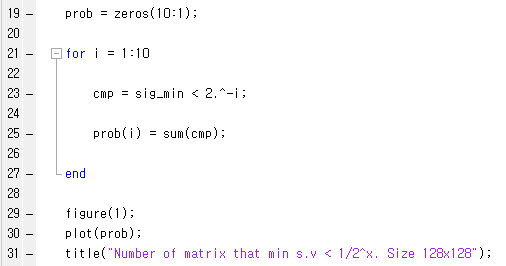 19 – prob = zeros(10:1);
20
21 – for i = 1:10
22
23 – cmp = sig_min < 2.^-i;
24
25 – prob(i) = sum(cmp);
26
27 – end
28
29 – figure(1);
30 – plot(prob);
31 – title("Number of matrix that min s.v < 1/2^x. Size 128x128");